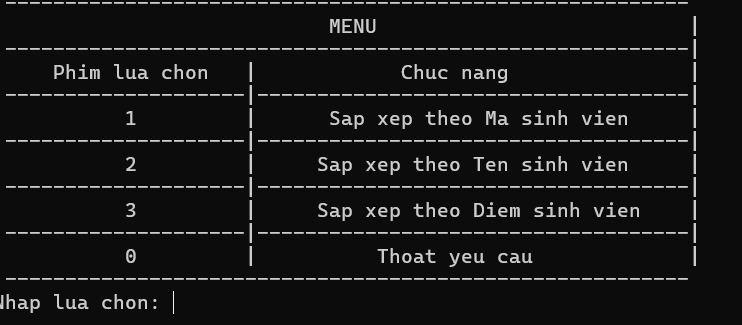 MENU
Phim lua chon | Chuc nang
1 | Sap xep theo Ma sinh vien
2 | Sap xep theo Ten sinh vien
3 | Sap xep theo Diem sinh vien
0 | Thoat yeu cau
Nhap lua chon: